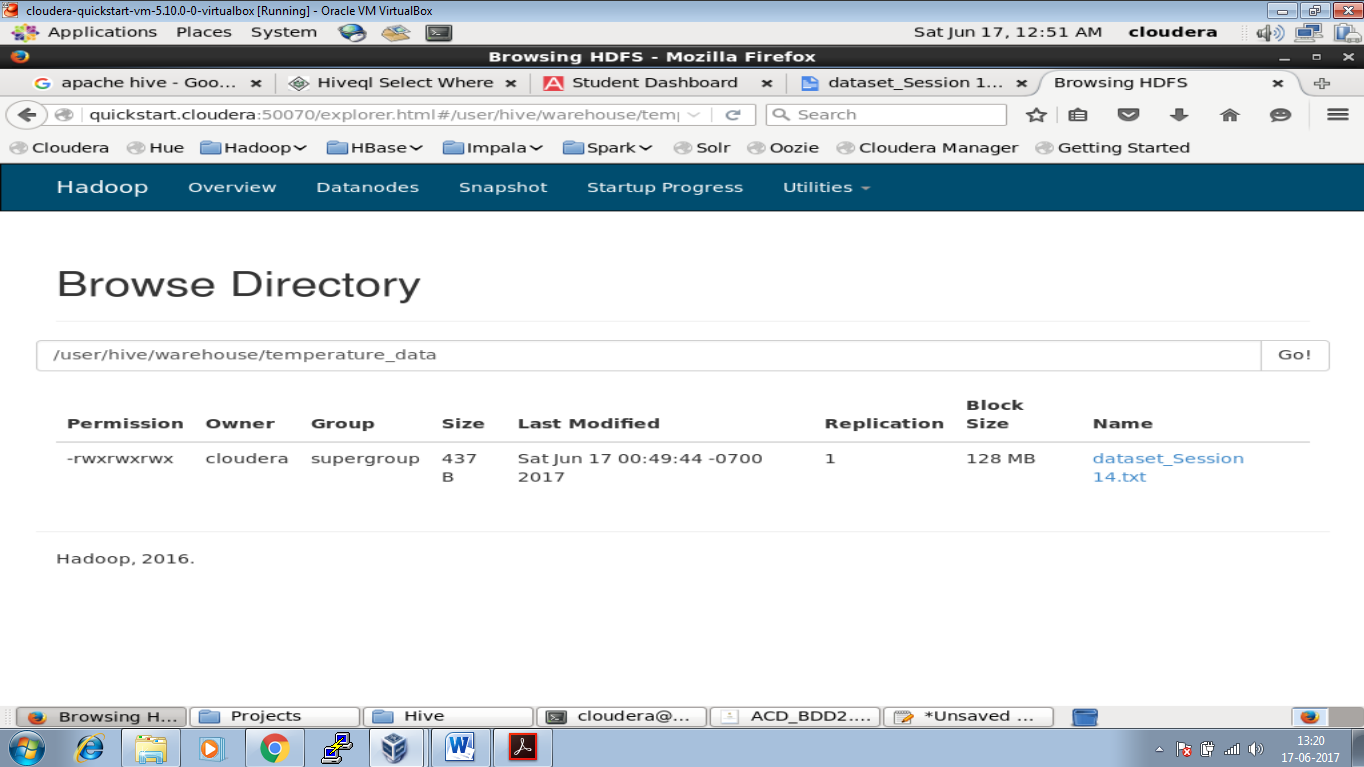 cloudera-quickstart-vm-5.10.0-0-virtualbox [Running] - Oracle VM VirtualBox
Applications Places System Sat Jun 17, 12:51 AM cloudera
Browsing HDFS - Mozilla Firefox
apache hive - Goo... Hiveql Select Where Student Dashboard dataset_Session 1... Browsing HDFS
quickstart.cloudera:50070/explorer.html#/user/hive/warehouse/temp Search
Cloudera Hue Hadoop HBase Impala Spark Solr Oozie Cloudera Manager Getting Started
Hadoop Overview Datanodes Snapshot Startup Progress Utilities
Browse Directory
/user/hive/warehouse/temperature_data Go!
Permission Owner Group Size Last Modified Replication Block Size Name
-rwxrwxrwx cloudera supergroup 437 B Sat Jun 17 00:49:44 -0700 2017 1 128 MB dataset_Session 14.txt
Hadoop, 2016.
Browsing H... Projects Hive cloudera@... ACD_BDD2.... *Unsaved ...
13:20
17-06-2017